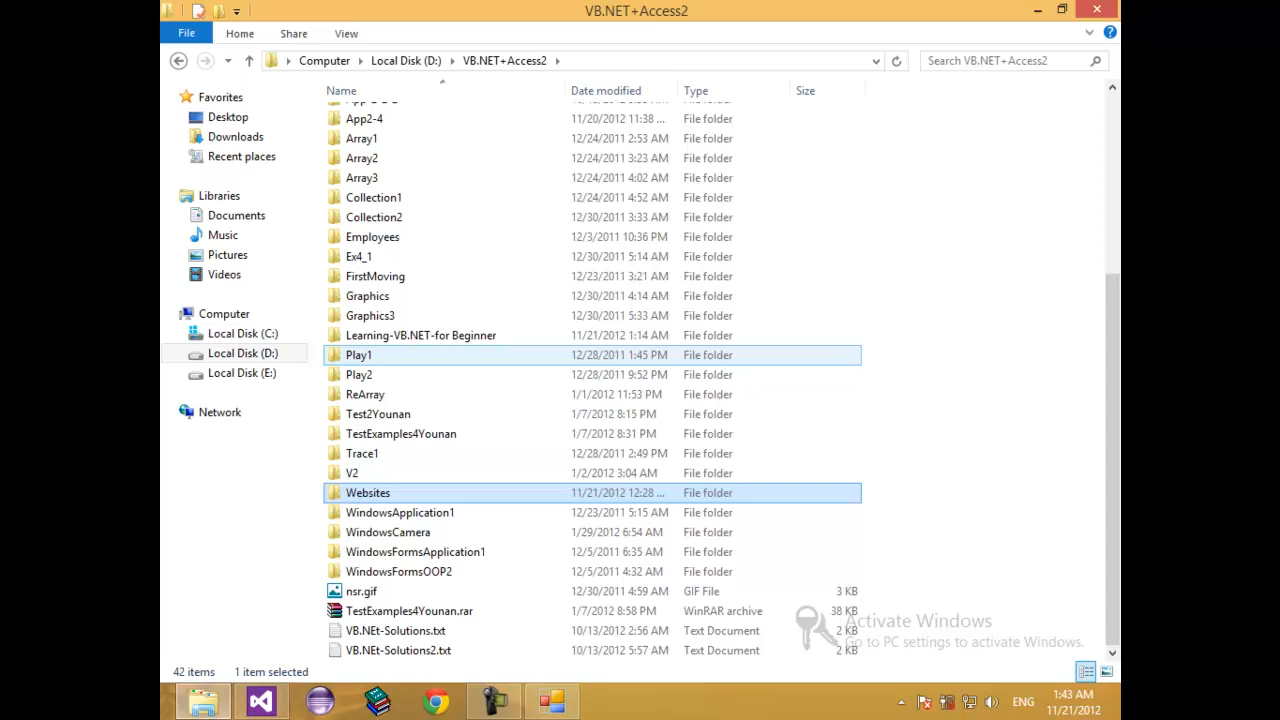 VB.NET+Access2
File Home Share View
Computer Local Disk (D:) VB.NET+Access2
Search VB.NET+Access2
Name Date modified Type Size
Favorites
Desktop
Downloads
Recent places
Libraries
Documents
Music
Pictures
Videos
Computer
Local Disk (C:)
Local Disk (D:)
Local Disk (E:)
Network
App2-4 11/20/2012 11:38 ... File folder
Array1 12/24/2011 2:53 AM File folder
Array2 12/24/2011 3:23 AM File folder
Array3 12/24/2011 4:02 AM File folder
Collection1 12/24/2011 4:52 AM File folder
Collection2 12/30/2011 3:33 AM File folder
Employees 12/3/2011 10:36 PM File folder
Ex4_1 12/30/2011 5:14 AM File folder
FirstMoving 12/23/2011 3:21 AM File folder
Graphics 12/30/2011 4:14 AM File folder
Graphics3 12/30/2011 5:33 AM File folder
Learning-VB.NET-for Beginner 11/21/2012 1:14 AM File folder
Play1 12/28/2011 1:45 PM File folder
Play2 12/28/2011 9:52 PM File folder
ReArray 1/1/2012 11:53 PM File folder
Test2Younan 1/7/2012 8:15 PM File folder
TestExamples4Younan 1/7/2012 8:31 PM File folder
Trace1 12/28/2011 2:49 PM File folder
V2 1/2/2012 3:04 AM File folder
Websites 11/21/2012 12:28 ... File folder
WindowsApplication1 12/23/2011 5:15 AM File folder
WindowsCamera 1/29/2012 6:54 AM File folder
WindowsFormsApplication1 12/5/2011 6:35 AM File folder
WindowsFormsOOP2 12/5/2011 4:32 AM File folder
nsr.gif 12/30/2011 4:59 AM GIF File 3 KB
TestExamples4Younan.rar 1/7/2012 8:58 PM WinRAR archive 38 KB
VB.NEt-Solutions.txt 10/13/2012 2:56 AM Text Document 2 KB
VB.NEt-Solutions2.txt 10/13/2012 5:57 AM Text Document 2 KB
Activate Windows
Go to PC settings to activate Windows.
42 items 1 item selected
ENG
1:43 AM
11/21/2012